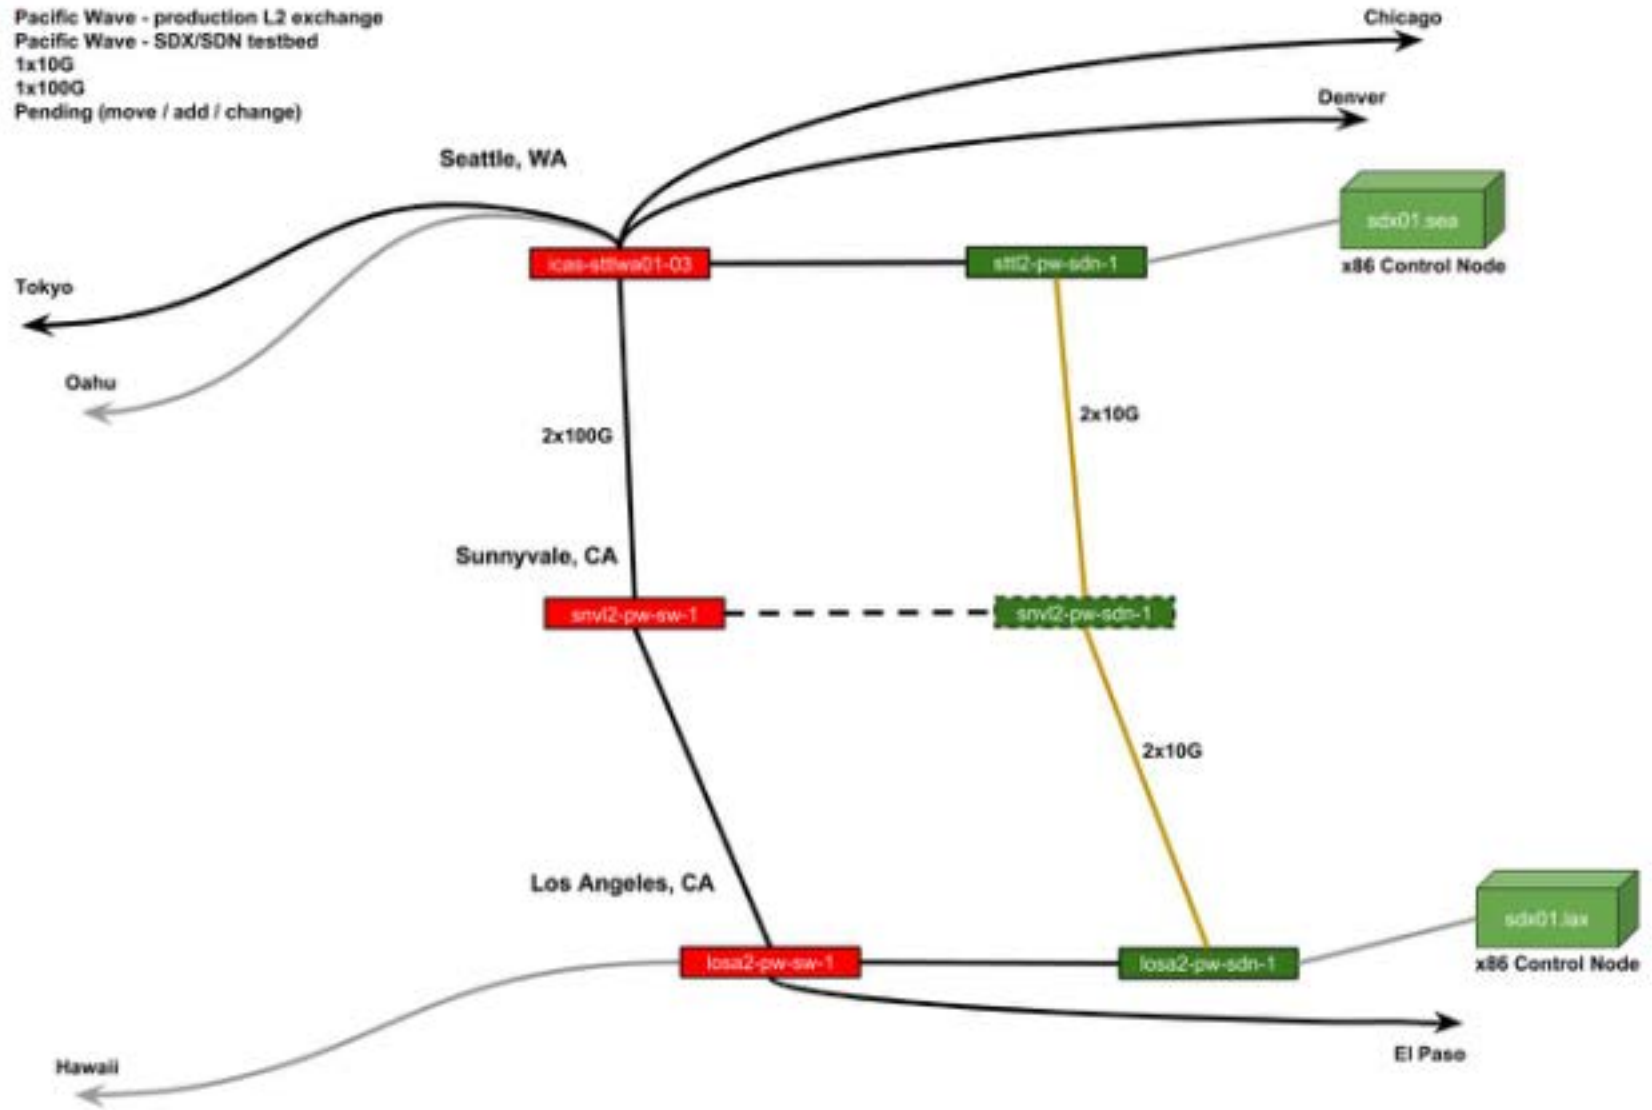 Pacific Wave - production L2 exchange
Pacific Wave - SDX/SDN testbed
1x10G
1x100G
Pending (move / add / change)
Chicago
Denver
Seattle, WA
sdx01.sea
x86 Control Node
icas-sttlwa01-03
sttl2-pw-sdn-1
Tokyo
Oahu
2x100G
2x10G
Sunnyvale, CA
snvl2-pw-sw-1
snvl2-pw-sdn-1
2x10G
Los Angeles, CA
sdx01.lax
x86 Control Node
losa2-pw-sw-1
losa2-pw-sdn-1
El Paso
Hawaii